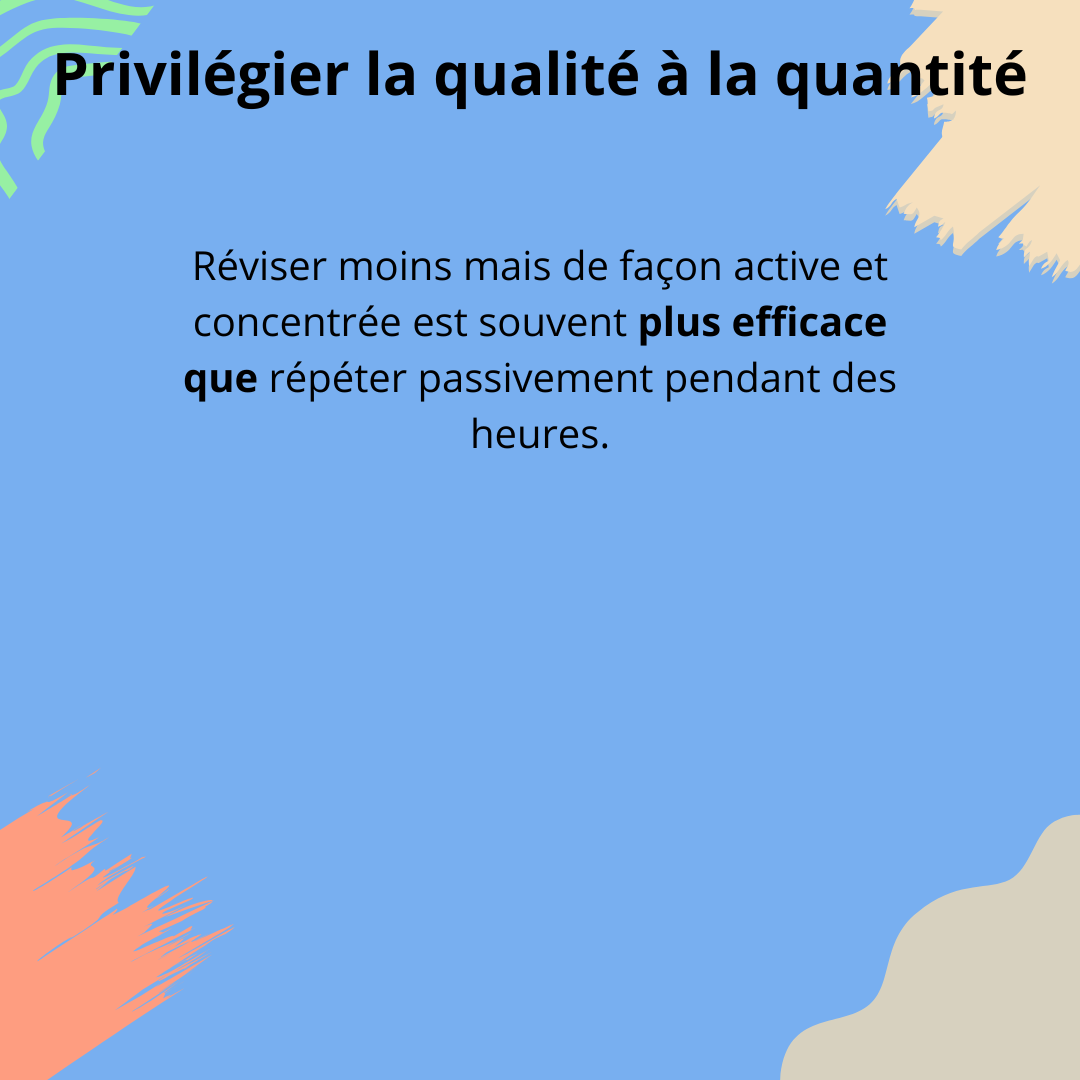 Privilégier la qualité à la quantité
Réviser moins mais de façon active et
concentrée est souvent plus efficace
que répéter passivement pendant des
heures.